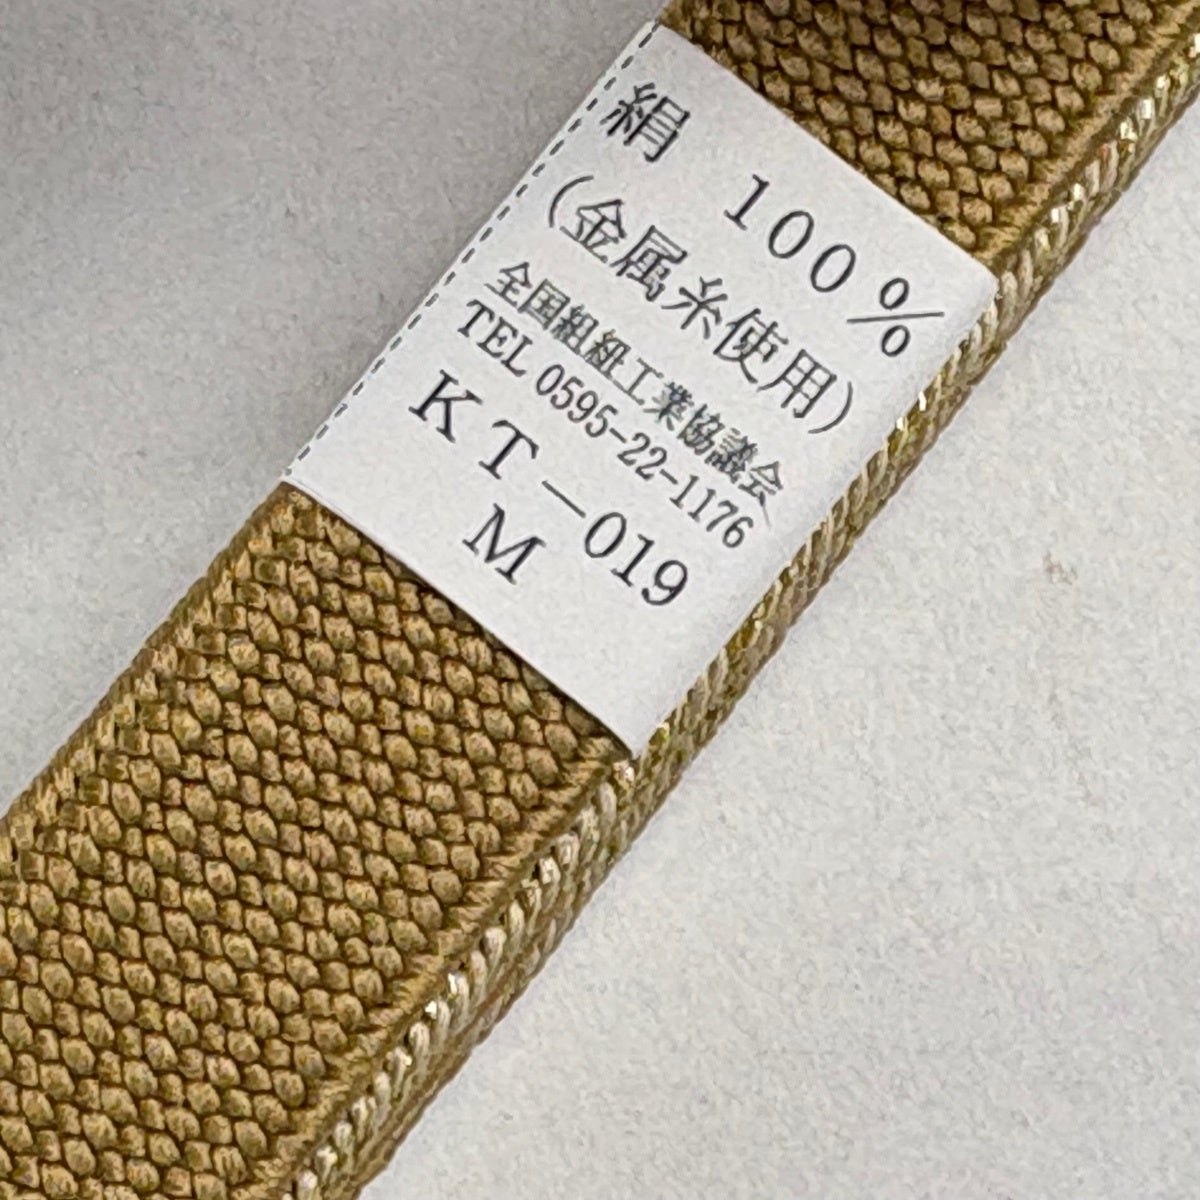 絹 100%
(金属糸使用)
全国組紐工業協議会
TEL 0595-22-1176
KT-019
M